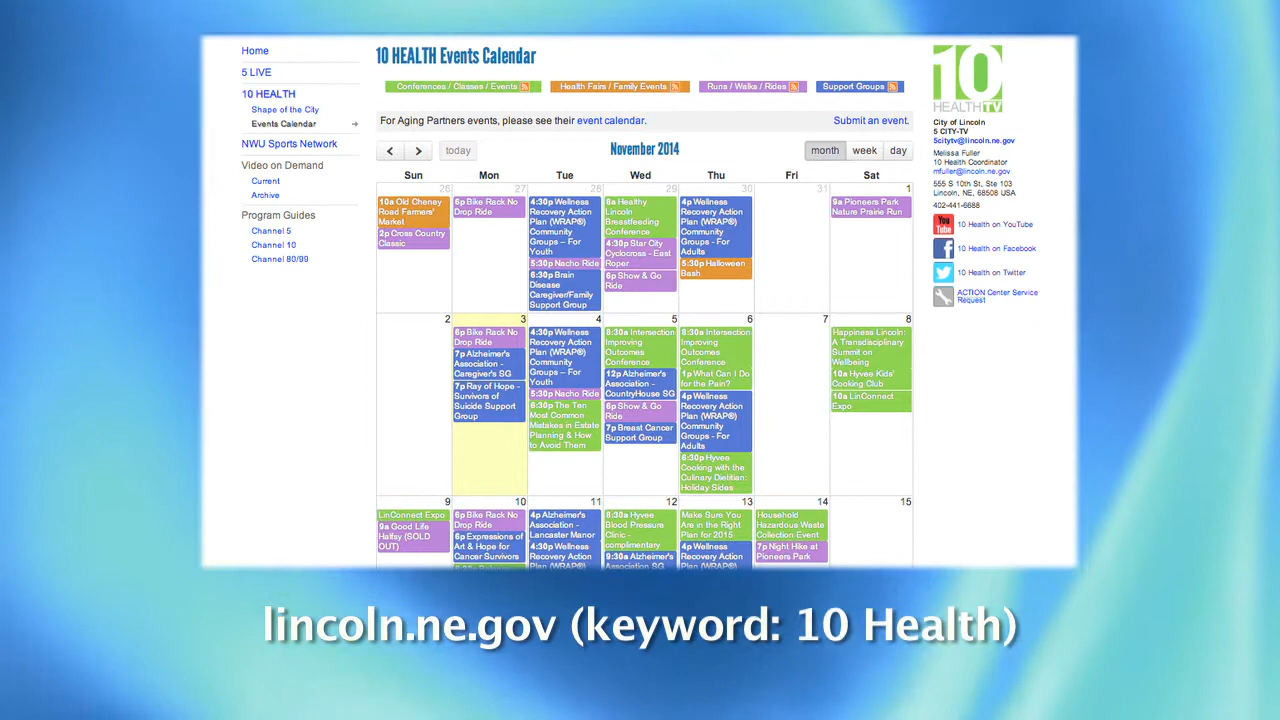 Home
5 LIVE
10 HEALTH
Shape of the City
Events Calendar
NWU Sports Network
Video on Demand
Current
Archive
Program Guides
Channel 5
Channel 10
Channel 80/99
10 HEALTH Events Calendar
Conferences / Classes / Events
Health Fairs / Family Events
Runs / Walks / Rides
Support Groups
For Aging Partners events, please see their event calendar.
Submit an event.
today
November 2014
month
week
day
Sun
Mon
Tue
Wed
Thu
Fri
Sat
26
10a Old Cheney
Road Farmers'
Market
2p Cross Country
Classic
27
6p Bike Rack No
Drop Ride
28
4:30p Wellness
Recovery Action
Plan (WRAP®)
Community
Groups – For
Youth
5:30p Nacho Ride
6:30p Brain
Disease
Caregiver/Family
Support Group
29
8a Healthy
Lincoln
Breastfeeding
Conference
4:30p Star City
Cyclocross - East
Roper
6p Show & Go
Ride
30
4p Wellness
Recovery Action
Plan (WRAP®)
Community
Groups - For
Adults
5:30p Halloween
Bash
31
1
9a Pioneers Park
Nature Prairie Run
2
3
6p Bike Rack No
Drop Ride
7p Alzheimer's
Association -
Caregiver's SG
7p Ray of Hope -
Survivors of
Suicide Support
Group
4
4:30p Wellness
Recovery Action
Plan (WRAP®)
Community
Groups – For
Youth
5:30p Nacho Ride
6:30p The Ten
Most Common
Mistakes in Estate
Planning & How
to Avoid Them
5
8:30a Intersection
Improving
Outcomes
Conference
12p Alzheimer's
Association -
CountryHouse SG
6p Show & Go
Ride
7p Breast Cancer
Support Group
6
8:30a Intersection
Improving
Outcomes
Conference
1p What Can I Do
for the Pain?
4p Wellness
Recovery Action
Plan (WRAP®)
Community
Groups - For
Adults
6:30p Hyvee
Cooking with the
Culinary Dietitian:
Holiday Sides
7
8
Happiness Lincoln:
A Transdisciplinary
Summit on
Wellbeing
10a Hyvee Kids'
Cooking Club
10a LinConnect
Expo
9
LinConnect Expo
9a Good Life
Halfsy (SOLD
OUT)
10
6p Bike Rack No
Drop Ride
6p Expressions of
Art & Hope for
Cancer Survivors
11
4p Alzheimer's
Association -
Lancaster Manor
4:30p Wellness
Recovery Action
Plan (WRAP®)
12
8:30a Hyvee
Blood Pressure
Clinic -
complimentary
9:30a Alzheimer's
Association SG
13
Make Sure You
Are in the Right
Plan for 2015
4p Wellness
Recovery Action
Plan (WRAP®)
14
Household
Hazardous Waste
Collection Event
7p Night Hike at
Pioneers Park
15
10
HEALTH TV
City of Lincoln
5 CITY-TV
5citytv@lincoln.ne.gov
Melissa Fuller
10 Health Coordinator
mfuller@lincoln.ne.gov
555 S 10th St, Ste 103
Lincoln, NE, 68508 USA
402-441-6688
You
Tube
10 Health on YouTube
10 Health on Facebook
10 Health on Twitter
ACTION Center Service
Request
lincoln.ne.gov (keyword: 10 Health)